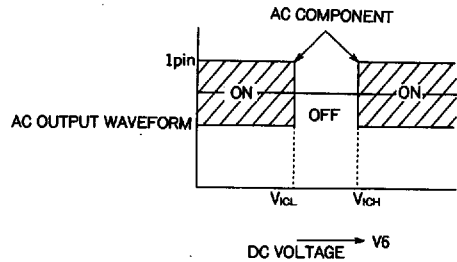 AC COMPONENT
1pin
ON
OFF
ON
AC OUTPUT WAVEFORM
VICL
VICH
DC VOLTAGE
V6